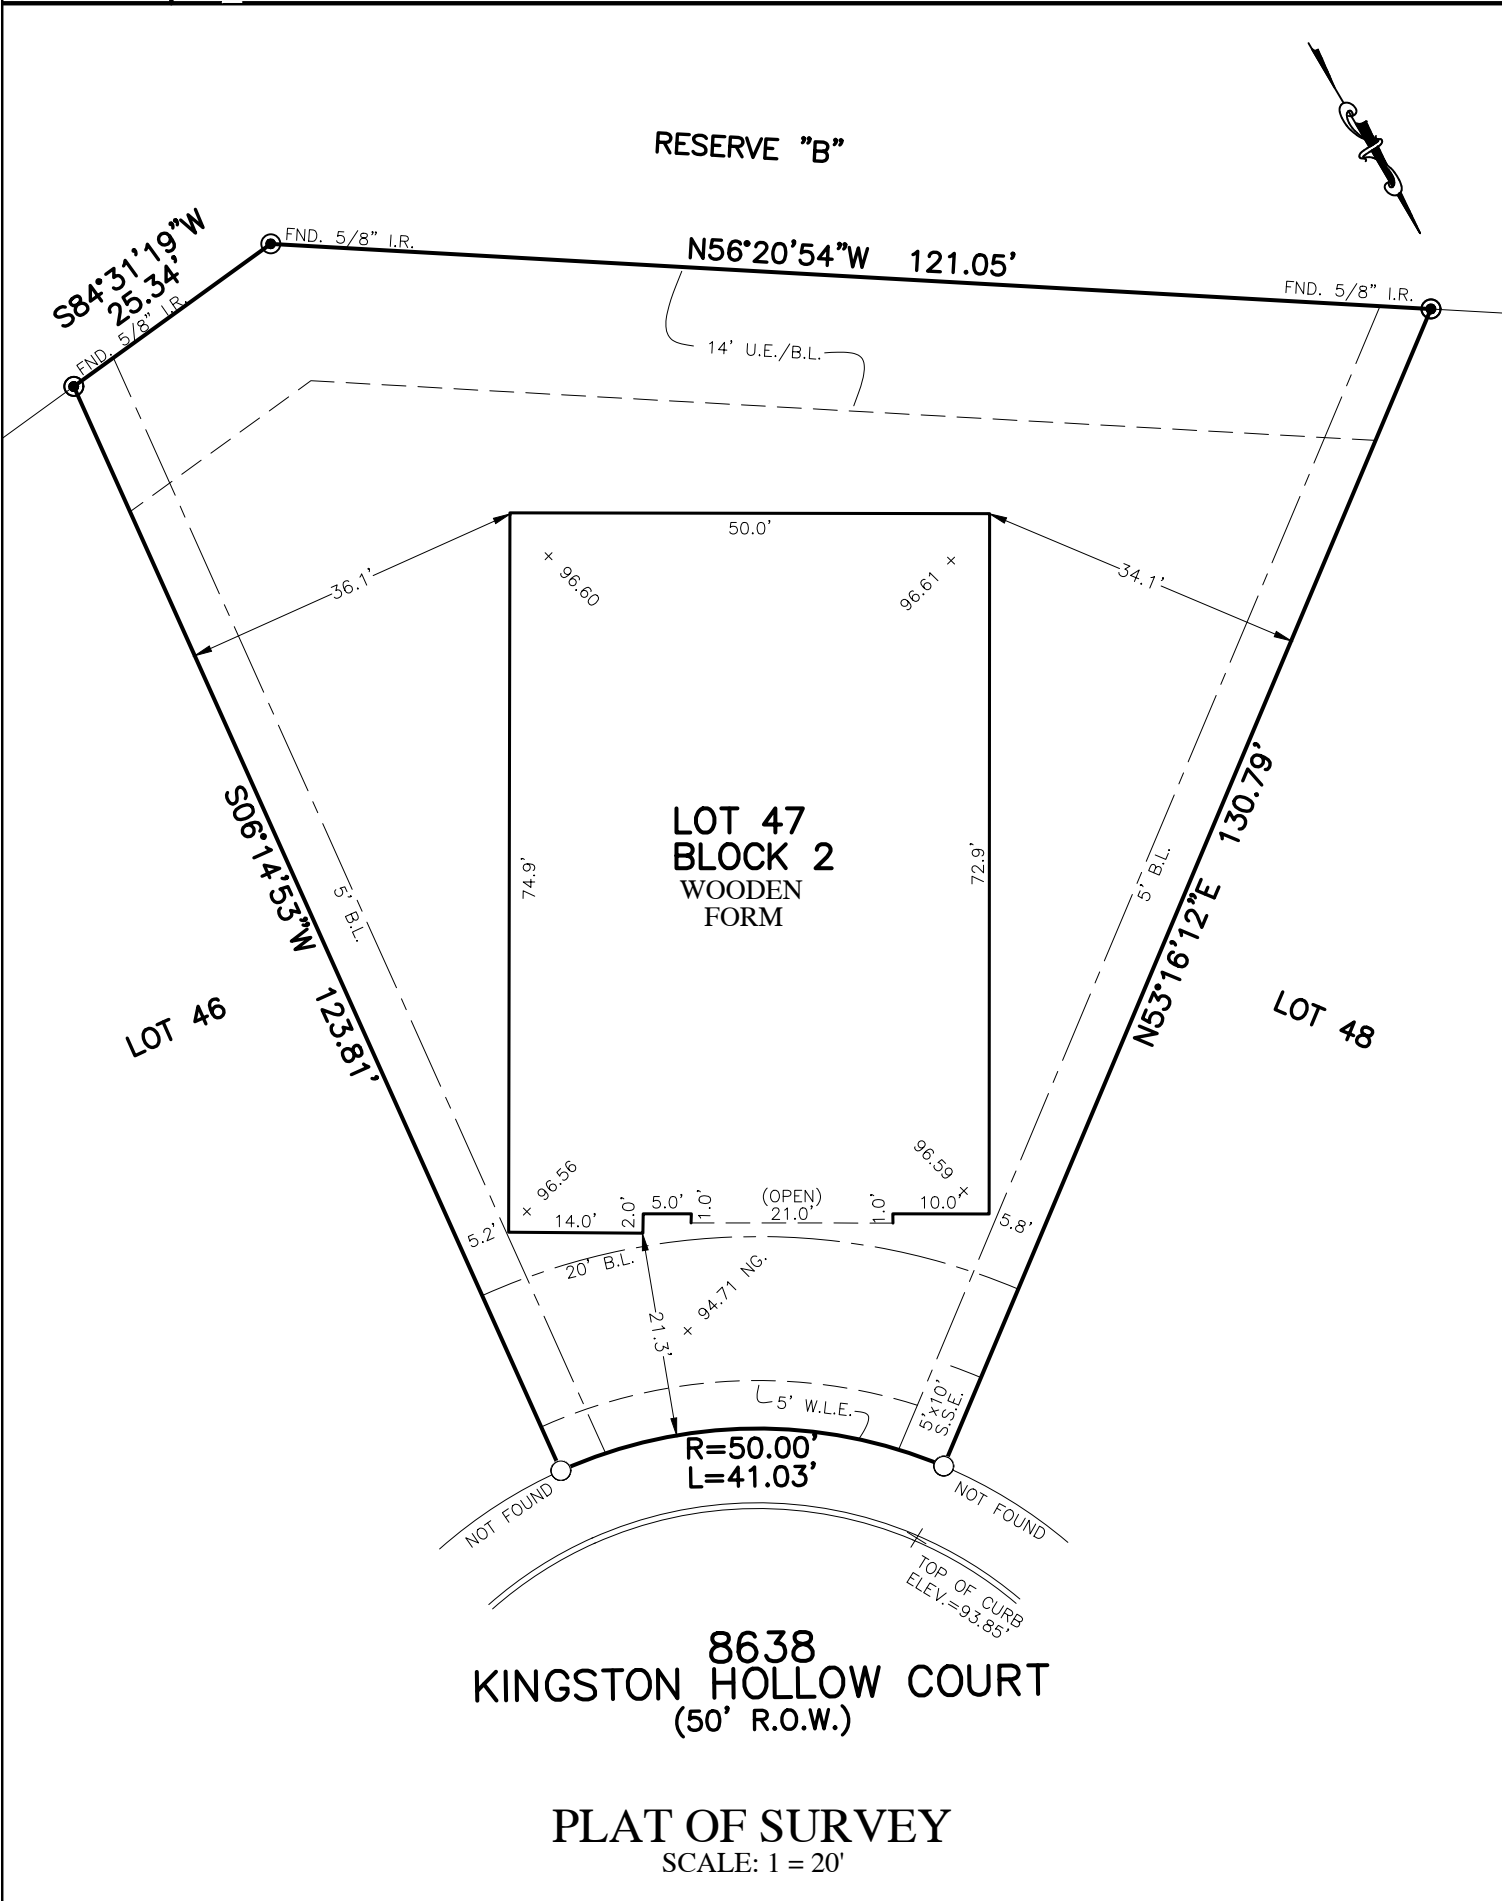 RESERVE "B"
S84°31'19"W
25.34'
FND. 5/8" I.R.
FND. 5/8" I.R.
N56°20'54"W 121.05'
FND. 5/8" I.R.
14' U.E./B.L.
50.0'
36.1'
34.1'
96.60
96.61
LOT 47
BLOCK 2
WOODEN
FORM
74.9'
72.9'
S06°14'53"W 123.81'
5' B.L.
5' B.L.
N53°16'12"E 130.79'
LOT 46
LOT 48
96.56
96.59
5.2'
14.0'
2.0'
5.0'
1.0'
(OPEN)
21.0'
1.0'
10.0'
5.8'
20' B.L.
94.71 NG.
21.3'
5' W.L.E.
5'x10'
S.S.E.
R=50.00'
L=41.03'
NOT FOUND
NOT FOUND
TOP OF CURB
ELEV.=93.85'
8638
KINGSTON HOLLOW COURT
(50' R.O.W.)
PLAT OF SURVEY
SCALE: 1 = 20'